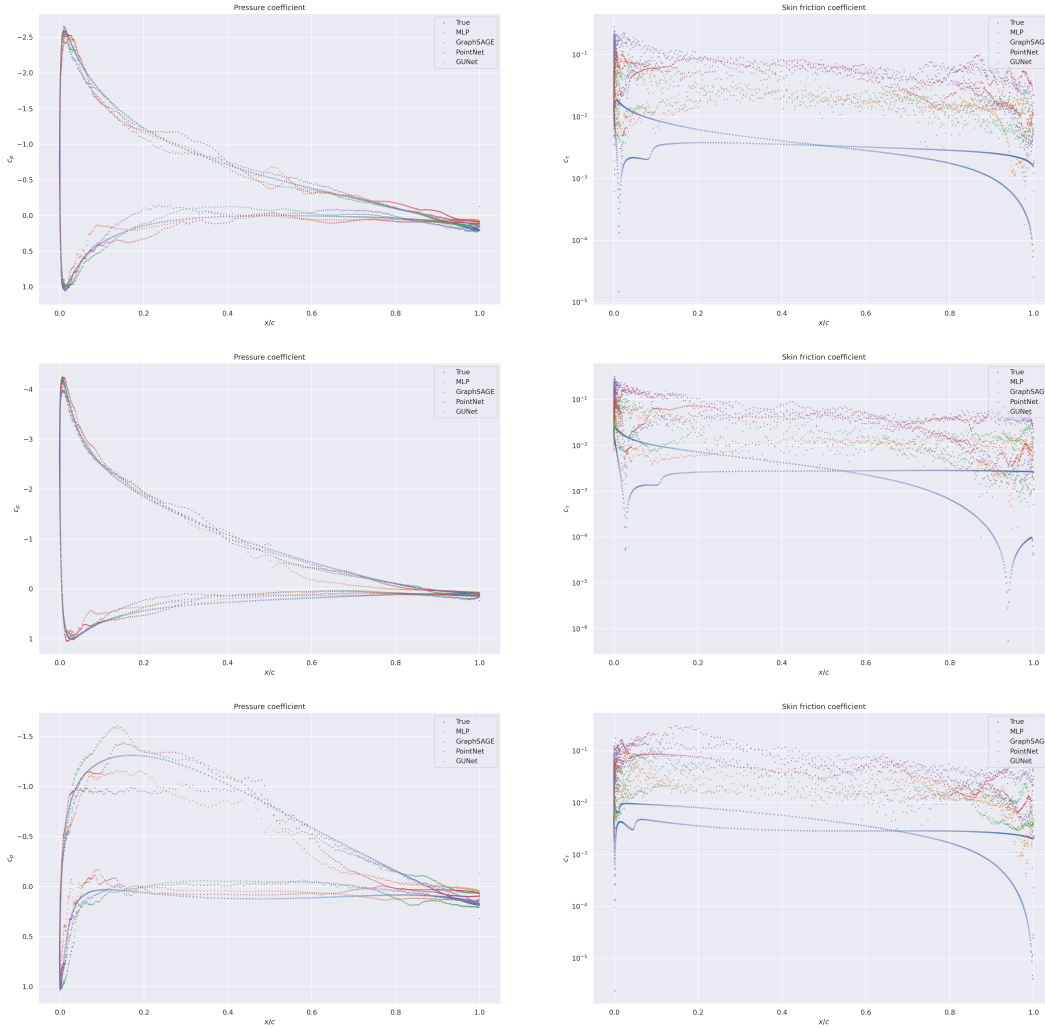 Pressure coefficient
True
MLP
GraphSAGE
PointNet
GUNet
−2.5
−2.0
−1.5
−1.0
−0.5
0.0
0.5
1.0
c_p
0.0 0.2 0.4 0.6 0.8 1.0
x/c
Skin friction coefficient
True
MLP
GraphSAG
PointNet
GUNet
10⁻¹
10⁻²
10⁻³
10⁻⁴
10⁻⁵
c_τ
0.0 0.2 0.4 0.6 0.8 1.0
x/c
Pressure coefficient
True
MLP
GraphSAGE
PointNet
GUNet
−4
−3
−2
−1
0
1
c_p
0.0 0.2 0.4 0.6 0.8 1.0
x/c
Skin friction coefficient
True
MLP
GraphSAG
PointNet
GUNet
10⁻¹
10⁻²
10⁻³
10⁻⁴
10⁻⁵
10⁻⁶
c_τ
0.0 0.2 0.4 0.6 0.8 1.0
x/c
Pressure coefficient
True
MLP
GraphSAGE
PointNet
GUNet
−1.5
−1.0
−0.5
0.0
0.5
1.0
c_p
0.0 0.2 0.4 0.6 0.8 1.0
x/c
Skin friction coefficient
True
MLP
GraphSAG
PointNet
GUNet
10⁻¹
10⁻²
10⁻³
10⁻⁴
10⁻⁵
c_τ
0.0 0.2 0.4 0.6 0.8 1.0
x/c